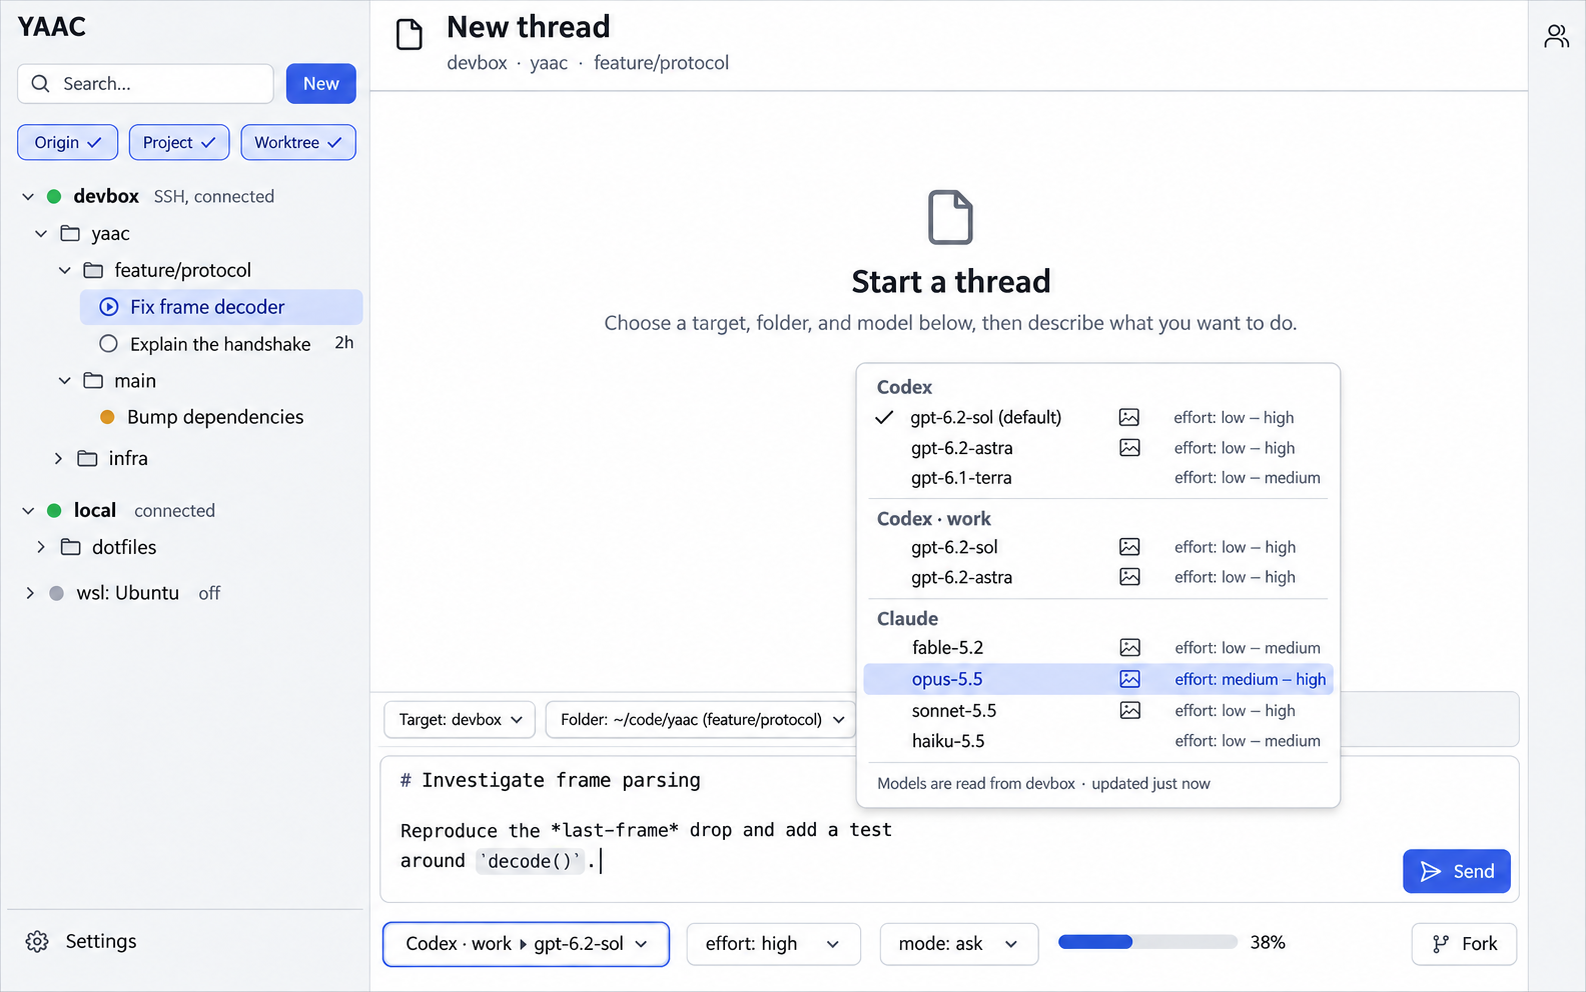 YAAC
Search...
New
Origin
Project
Worktree
devbox SSH, connected
yaac
feature/protocol
Fix frame decoder
Explain the handshake 2h
main
Bump dependencies
infra
local connected
dotfiles
wsl: Ubuntu off
Settings
New thread
devbox · yaac · feature/protocol
Start a thread
Choose a target, folder, and model below, then describe what you want to do.
Codex
gpt-6.2-sol (default) effort: low – high
gpt-6.2-astra effort: low – high
gpt-6.1-terra effort: low – medium
Codex · work
gpt-6.2-sol effort: low – high
gpt-6.2-astra effort: low – high
Claude
fable-5.2 effort: low – medium
opus-5.5 effort: medium – high
sonnet-5.5 effort: low – high
haiku-5.5 effort: low – medium
Models are read from devbox · updated just now
Target: devbox
Folder: ~/code/yaac (feature/protocol)
# Investigate frame parsing
Reproduce the *last-frame* drop and add a test
around `decode()`.
Send
Codex · work ▸ gpt-6.2-sol
effort: high
mode: ask
38%
Fork